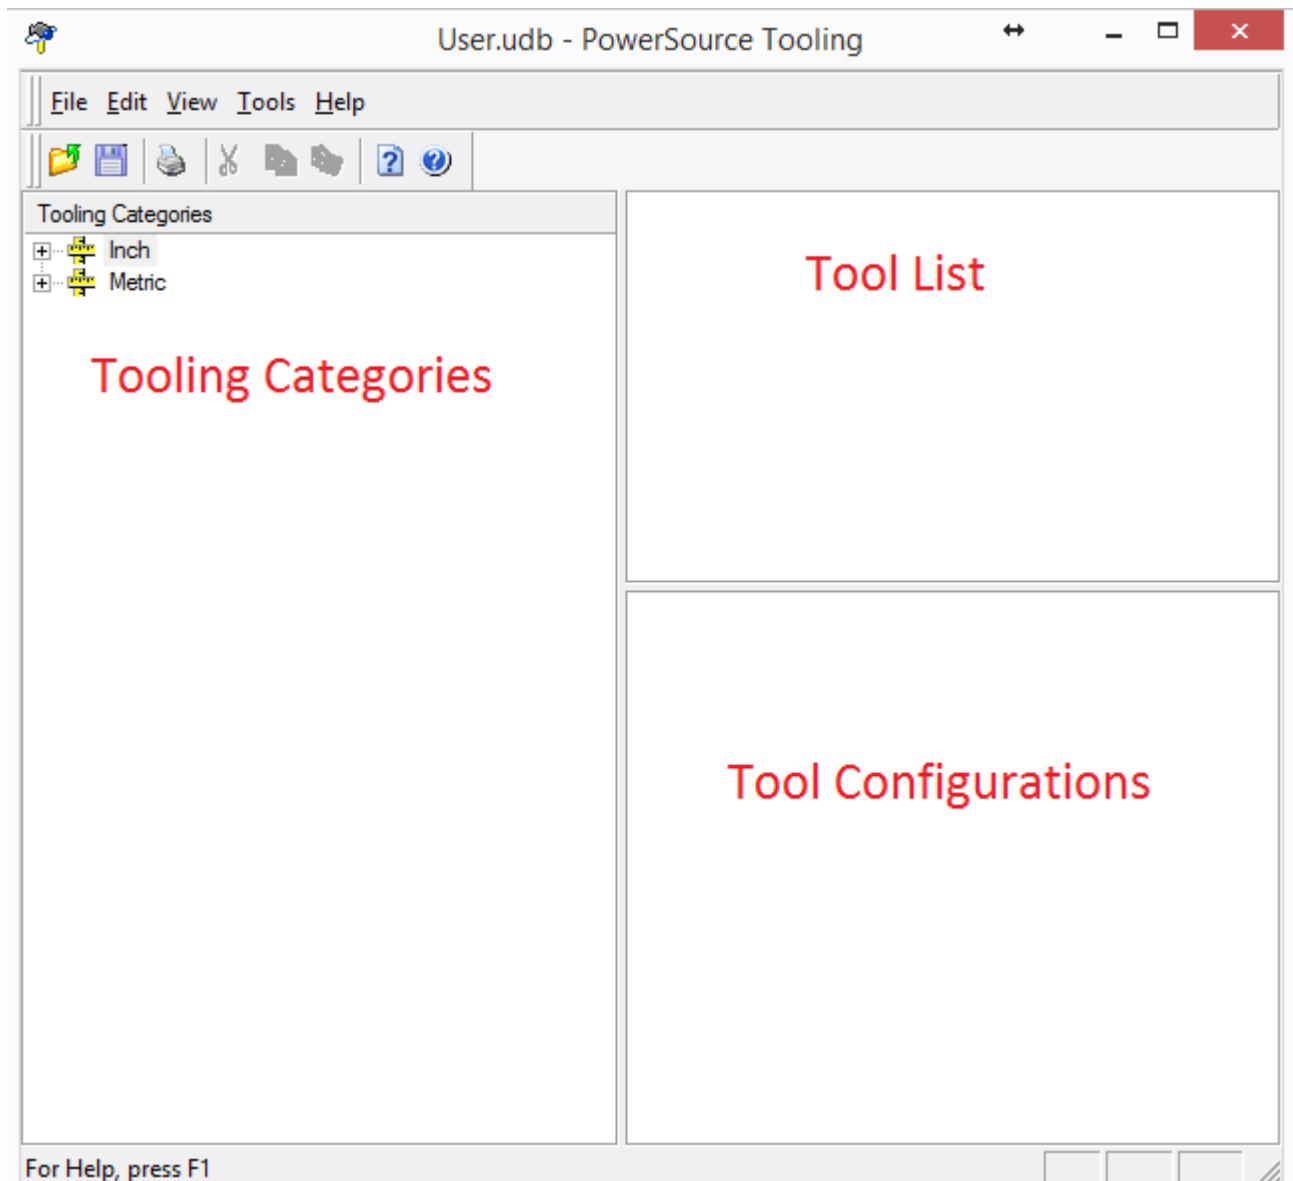 User.udb - PowerSource Tooling
File Edit View Tools Help
Tooling Categories
Inch
Metric
Tool List
Tooling Categories
Tool Configurations
For Help, press F1